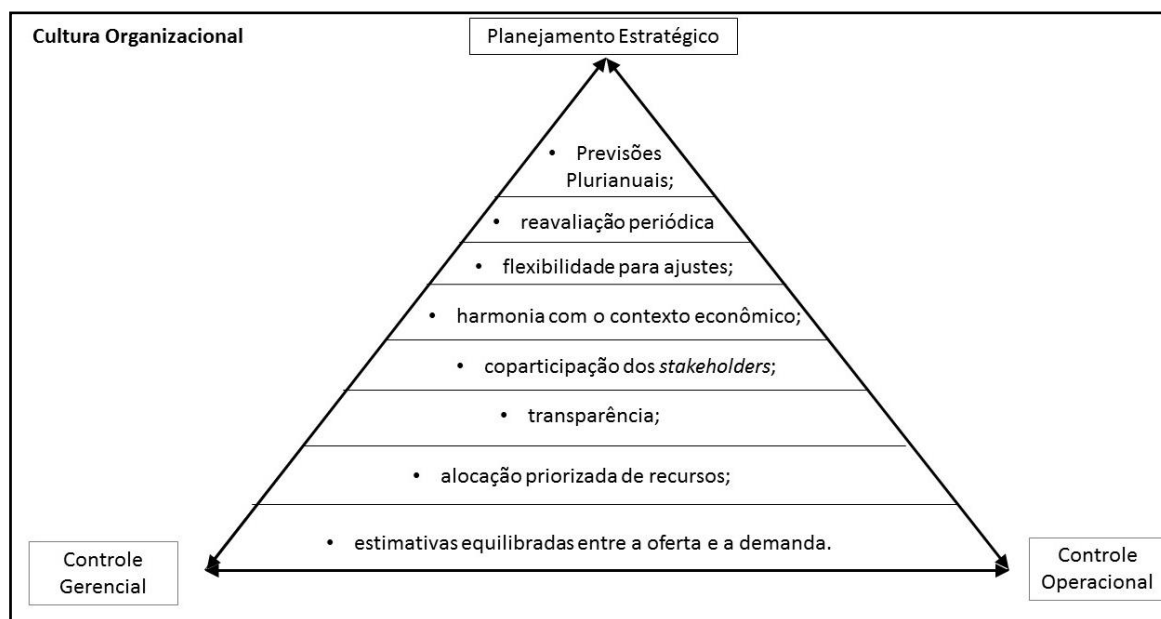 Cultura Organizacional
Planejamento Estratégico
• Previsões
Plurianuais;
• reavaliação periódica
• flexibilidade para ajustes;
• harmonia com o contexto econômico;
• coparticipação dos stakeholders;
• transparência;
• alocação priorizada de recursos;
• estimativas equilibradas entre a oferta e a demanda.
Controle
Gerencial
Controle
Operacional